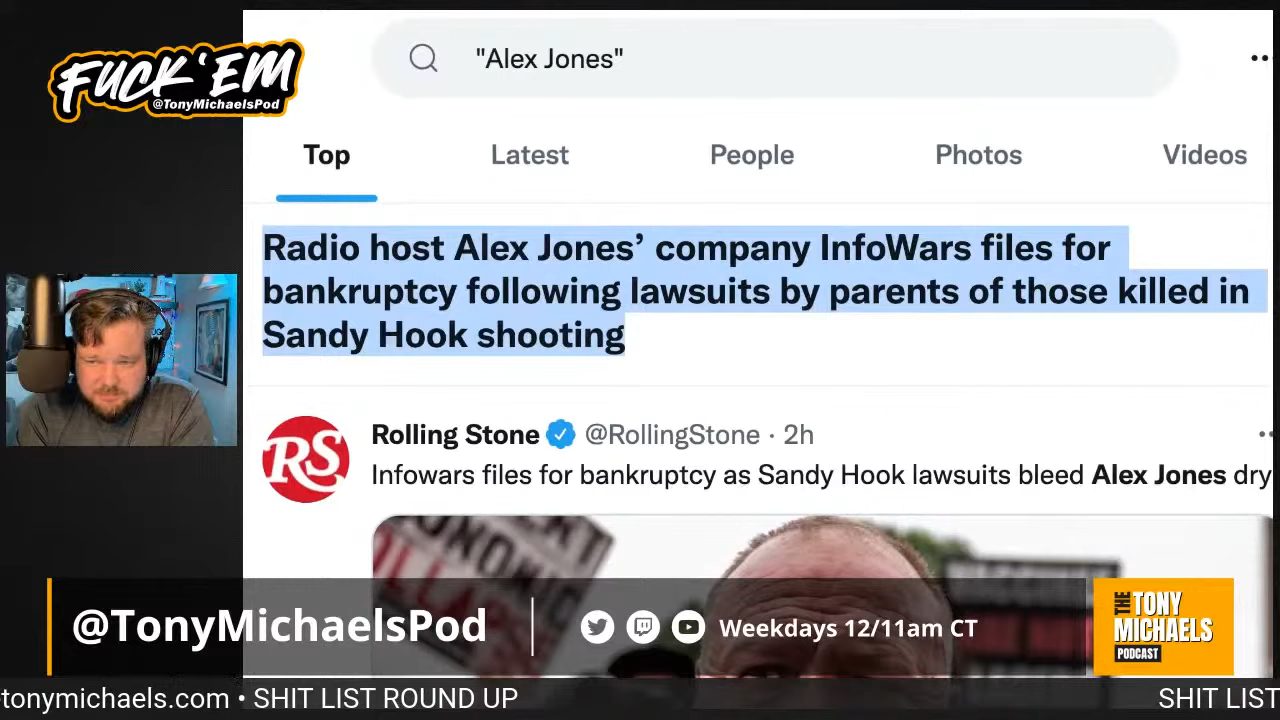 FUCK 'EM
@TonyMichaelsPod
"Alex Jones"
Top
Latest
People
Photos
Videos
Radio host Alex Jones’ company InfoWars files for
bankruptcy following lawsuits by parents of those killed in
Sandy Hook shooting
RS
Rolling Stone @RollingStone · 2h
Infowars files for bankruptcy as Sandy Hook lawsuits bleed Alex Jones dry
@TonyMichaelsPod
Weekdays 12/11am CT
THE
TONY
MICHAELS
PODCAST
tonymichaels.com • SHIT LIST ROUND UP
SHIT LIST